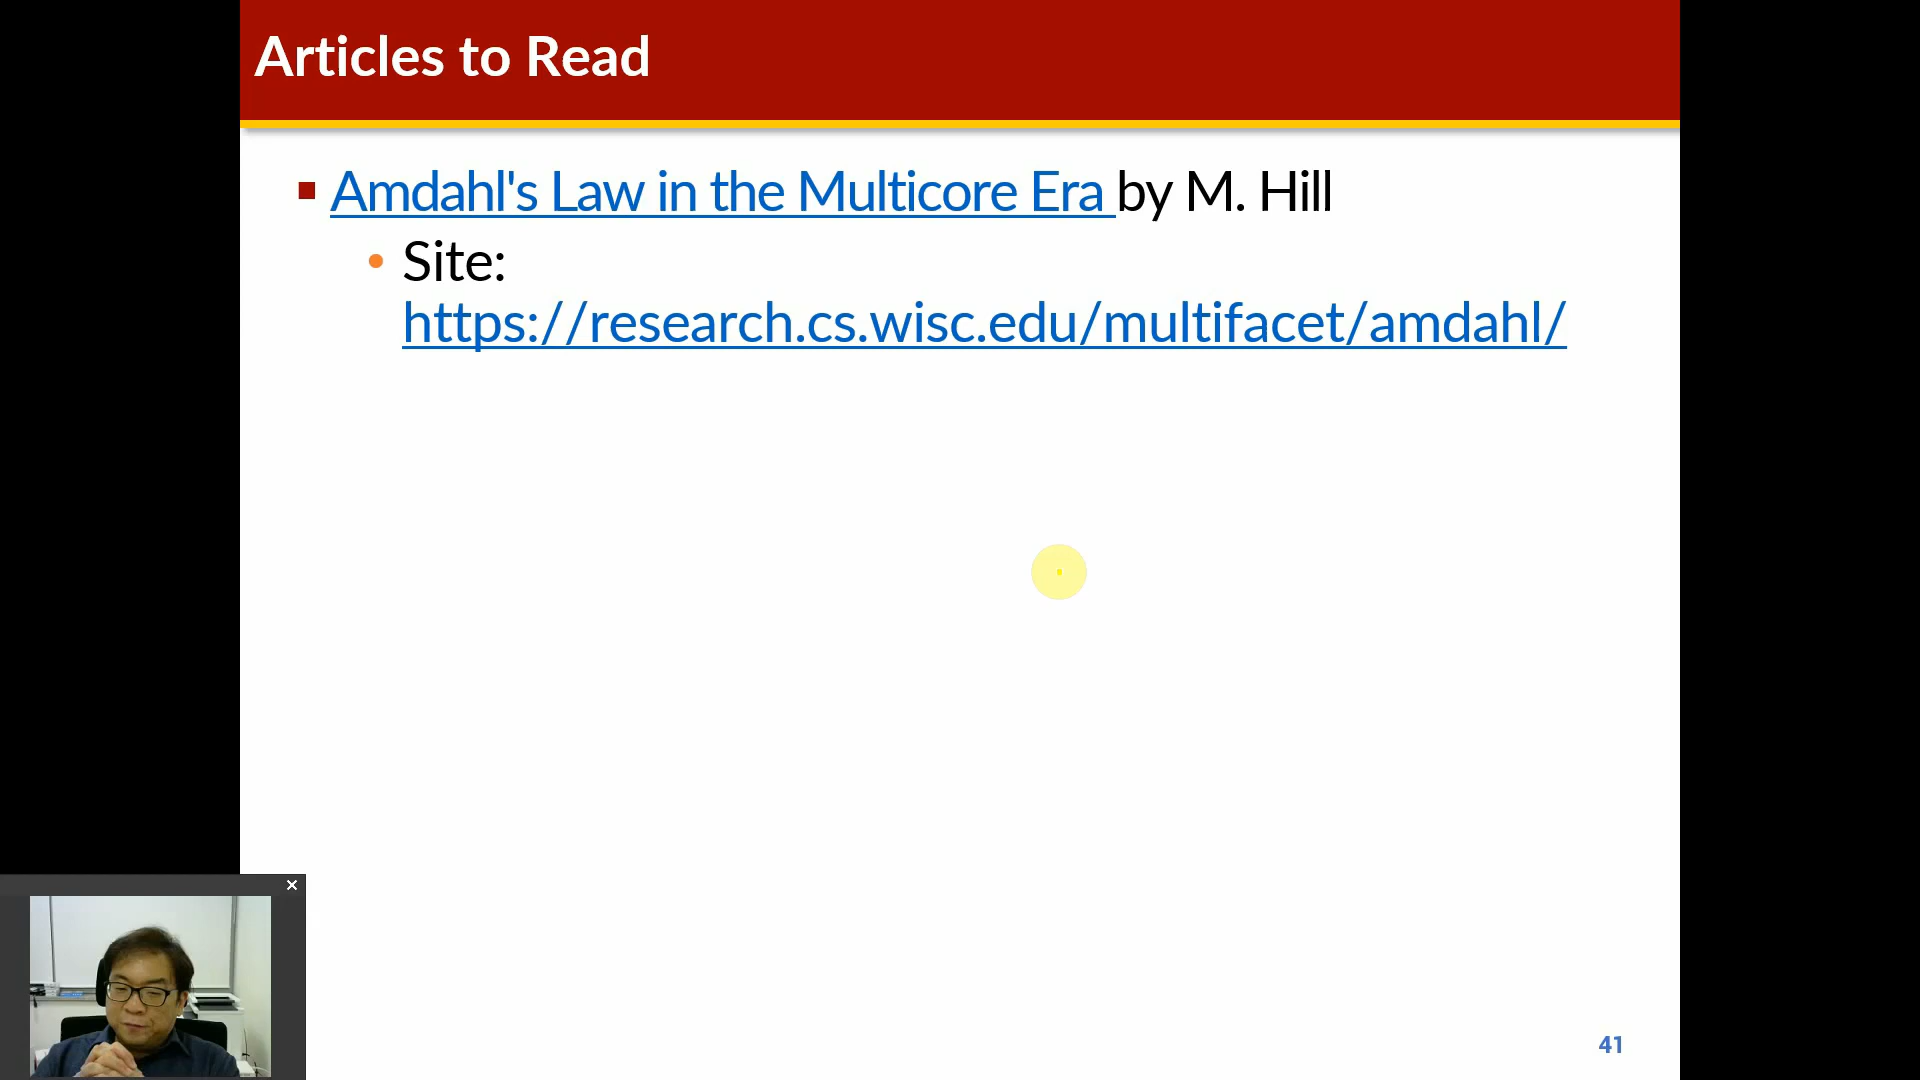 Articles to Read
Amdahl's Law in the Multicore Era by M. Hill
Site:
https://research.cs.wisc.edu/multifacet/amdahl/
41